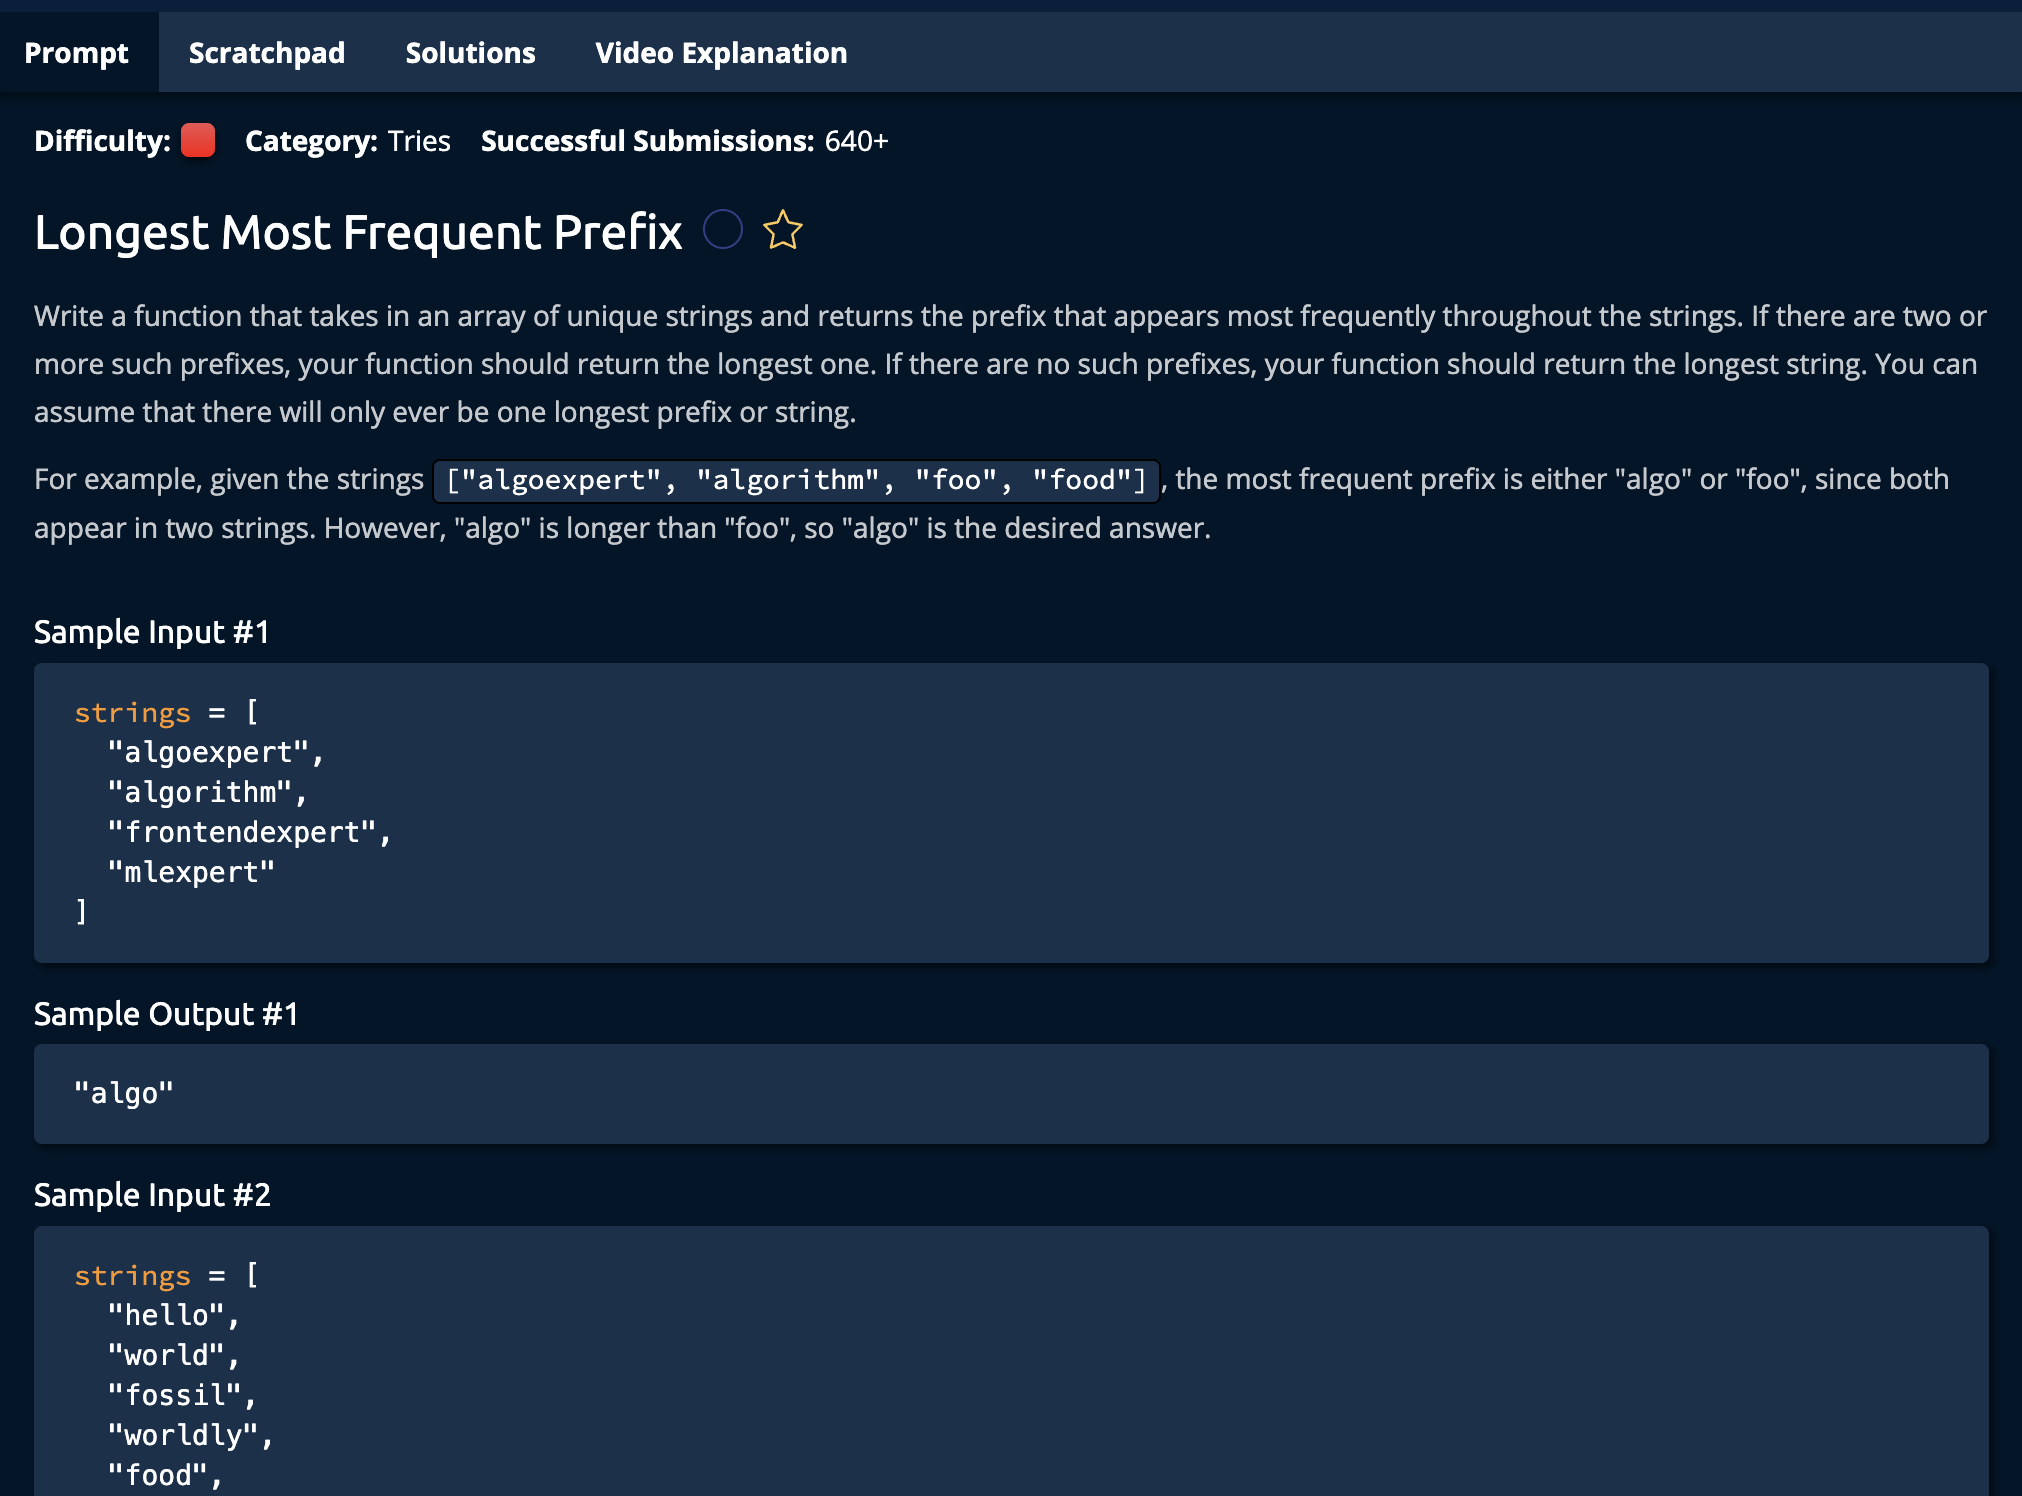 Prompt Scratchpad Solutions Video Explanation
Difficulty: Category: Tries Successful Submissions: 640+
Longest Most Frequent Prefix
Write a function that takes in an array of unique strings and returns the prefix that appears most frequently throughout the strings. If there are two or
more such prefixes, your function should return the longest one. If there are no such prefixes, your function should return the longest string. You can
assume that there will only ever be one longest prefix or string.
For example, given the strings ["algoexpert", "algorithm", "foo", "food"], the most frequent prefix is either "algo" or "foo", since both
appear in two strings. However, "algo" is longer than "foo", so "algo" is the desired answer.
Sample Input #1
strings = [
"algoexpert",
"algorithm",
"frontendexpert",
"mlexpert"
]
Sample Output #1
"algo"
Sample Input #2
strings = [
"hello",
"world",
"fossil",
"worldly",
"food",